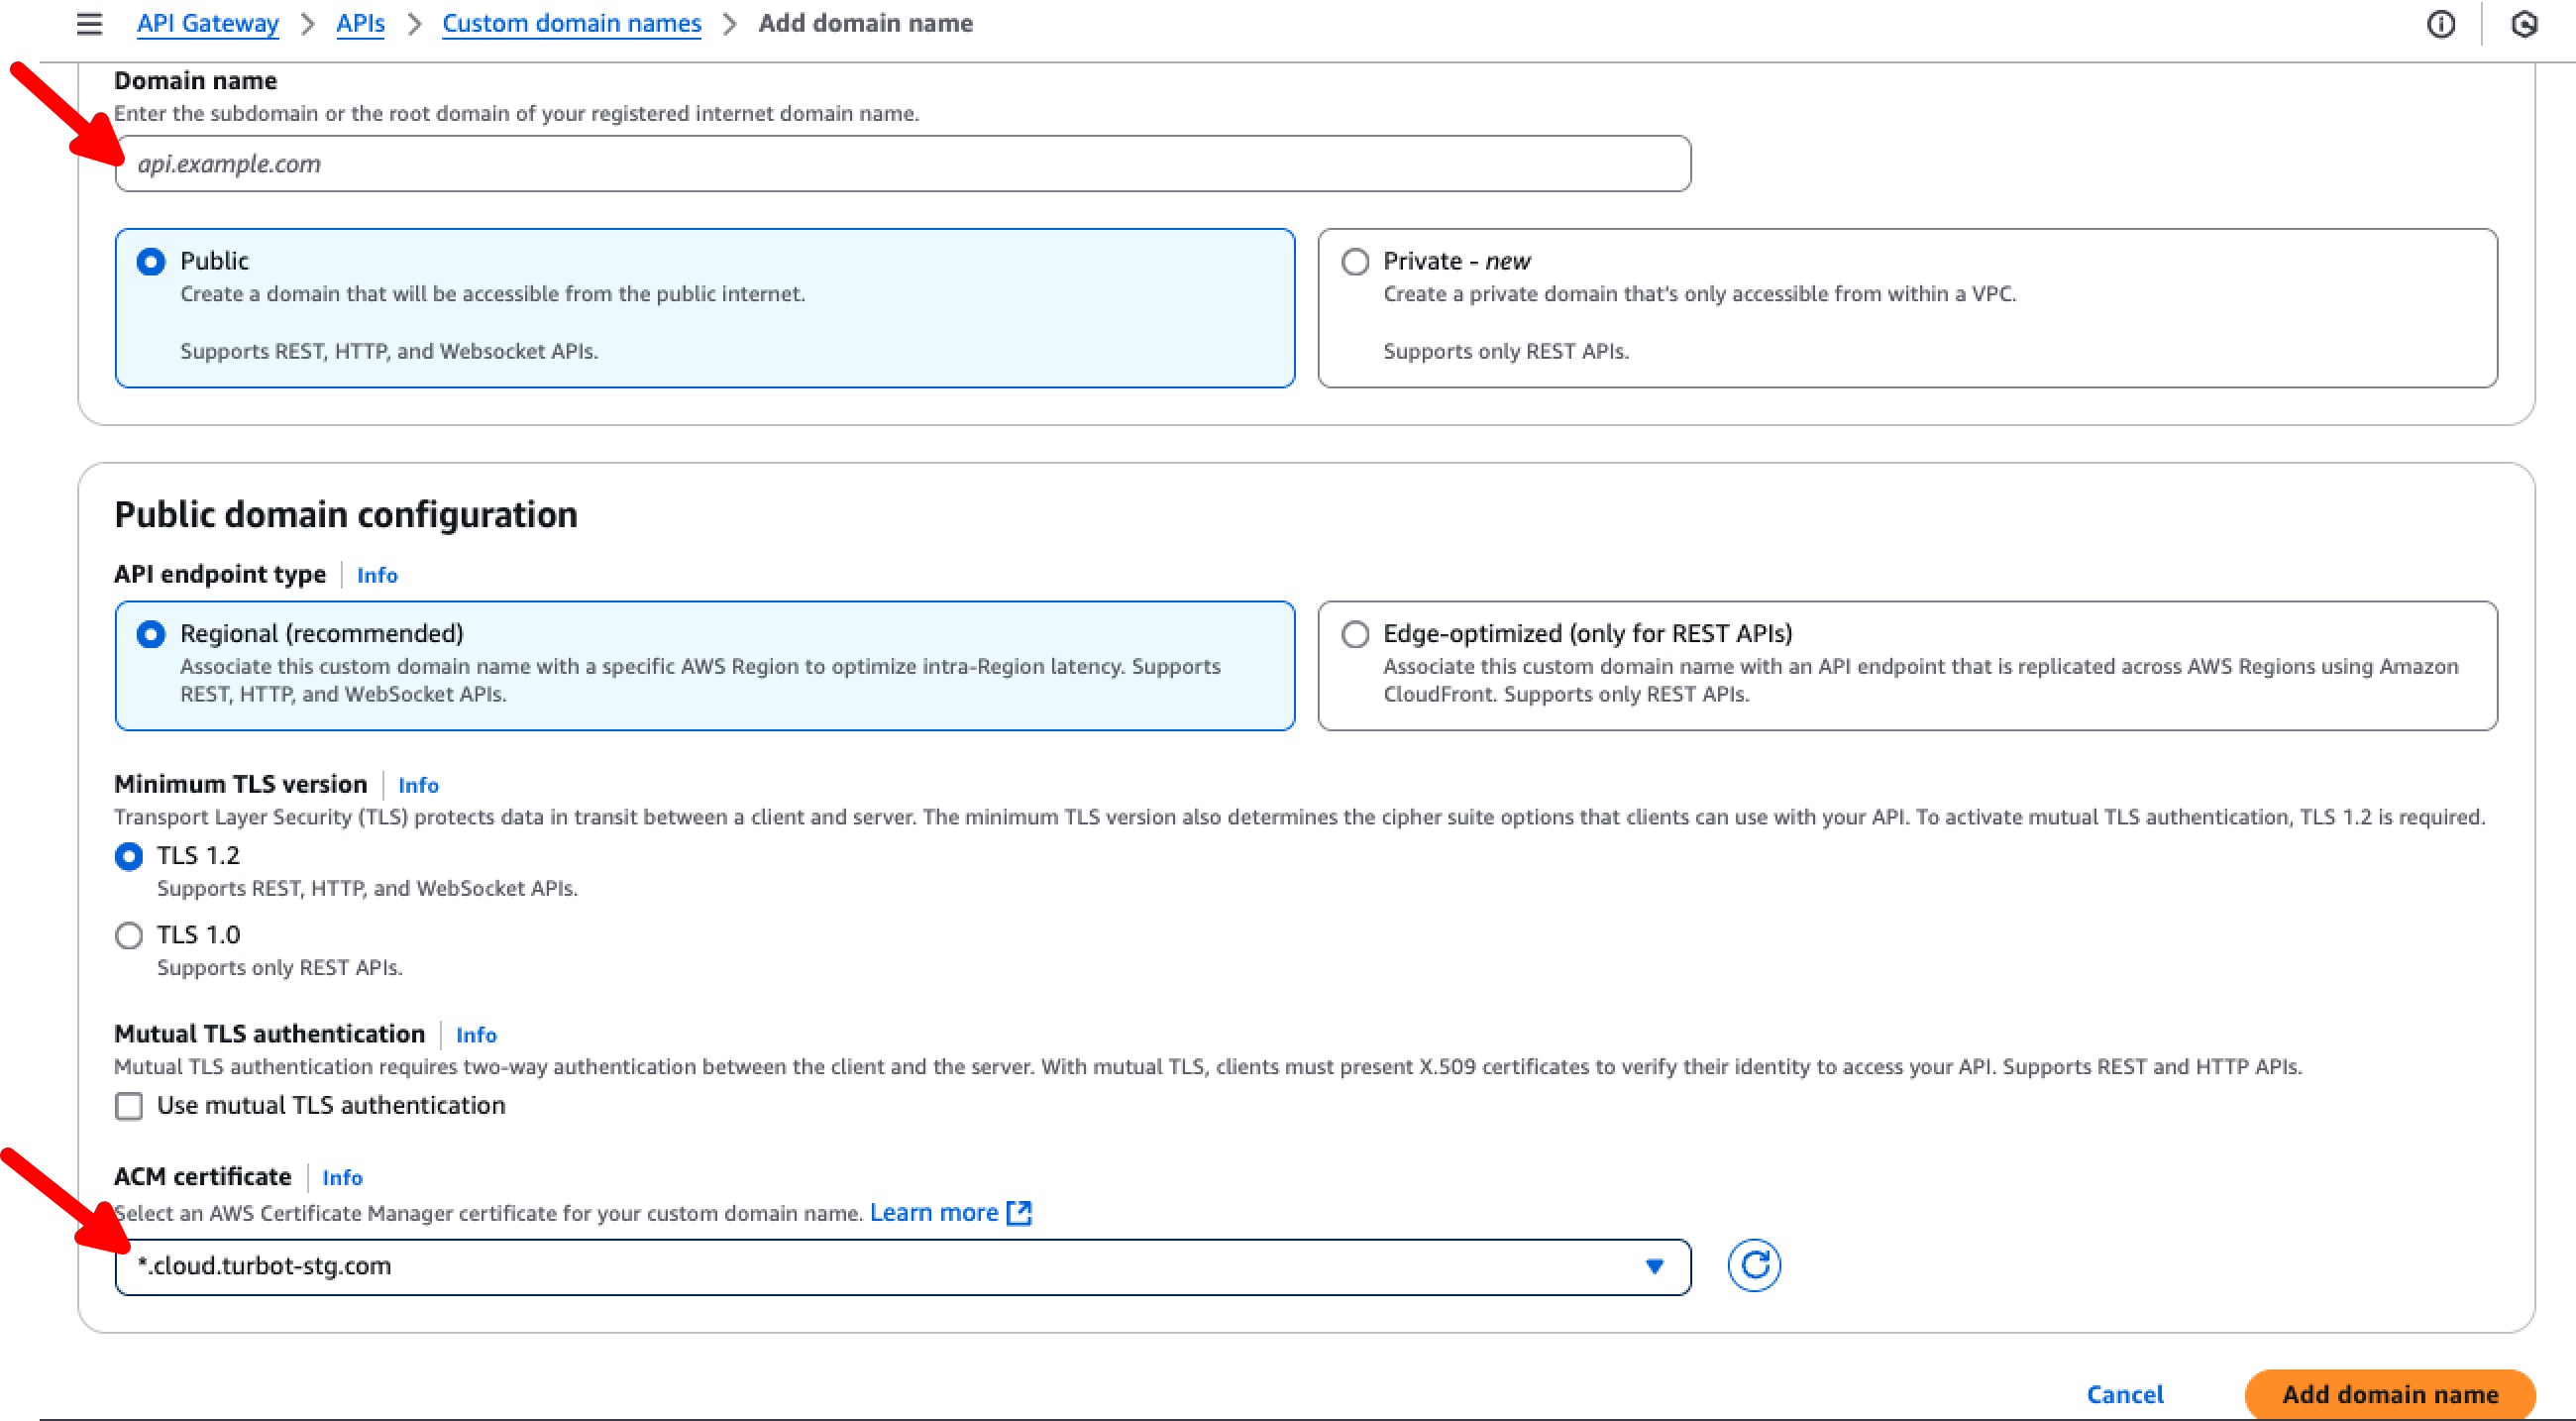 API Gateway > APIs > Custom domain names > Add domain name
Domain name
Enter the subdomain or the root domain of your registered internet domain name.
api.example.com
Public
Create a domain that will be accessible from the public internet.
Supports REST, HTTP, and Websocket APIs.
Private - new
Create a private domain that's only accessible from within a VPC.
Supports only REST APIs.
Public domain configuration
API endpoint type Info
Regional (recommended)
Associate this custom domain name with a specific AWS Region to optimize intra-Region latency. Supports
REST, HTTP, and WebSocket APIs.
Edge-optimized (only for REST APIs)
Associate this custom domain name with an API endpoint that is replicated across AWS Regions using Amazon
CloudFront. Supports only REST APIs.
Minimum TLS version Info
Transport Layer Security (TLS) protects data in transit between a client and server. The minimum TLS version also determines the cipher suite options that clients can use with your API. To activate mutual TLS authentication, TLS 1.2 is required.
TLS 1.2
Supports REST, HTTP, and WebSocket APIs.
TLS 1.0
Supports only REST APIs.
Mutual TLS authentication Info
Mutual TLS authentication requires two-way authentication between the client and the server. With mutual TLS, clients must present X.509 certificates to verify their identity to access your API. Supports REST and HTTP APIs.
Use mutual TLS authentication
ACM certificate Info
Select an AWS Certificate Manager certificate for your custom domain name. Learn more
*.cloud.turbot-stg.com
Cancel
Add domain name